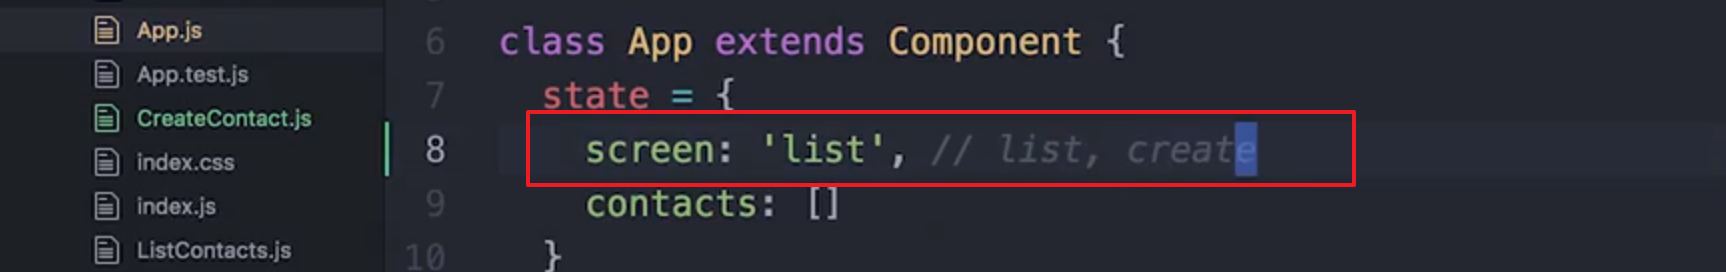 App.js
App.test.js
CreateContact.js
index.css
index.js
ListContacts.js
6 class App extends Component {
7 state = {
8 screen: 'list', // list, create
9 contacts: []
10 }